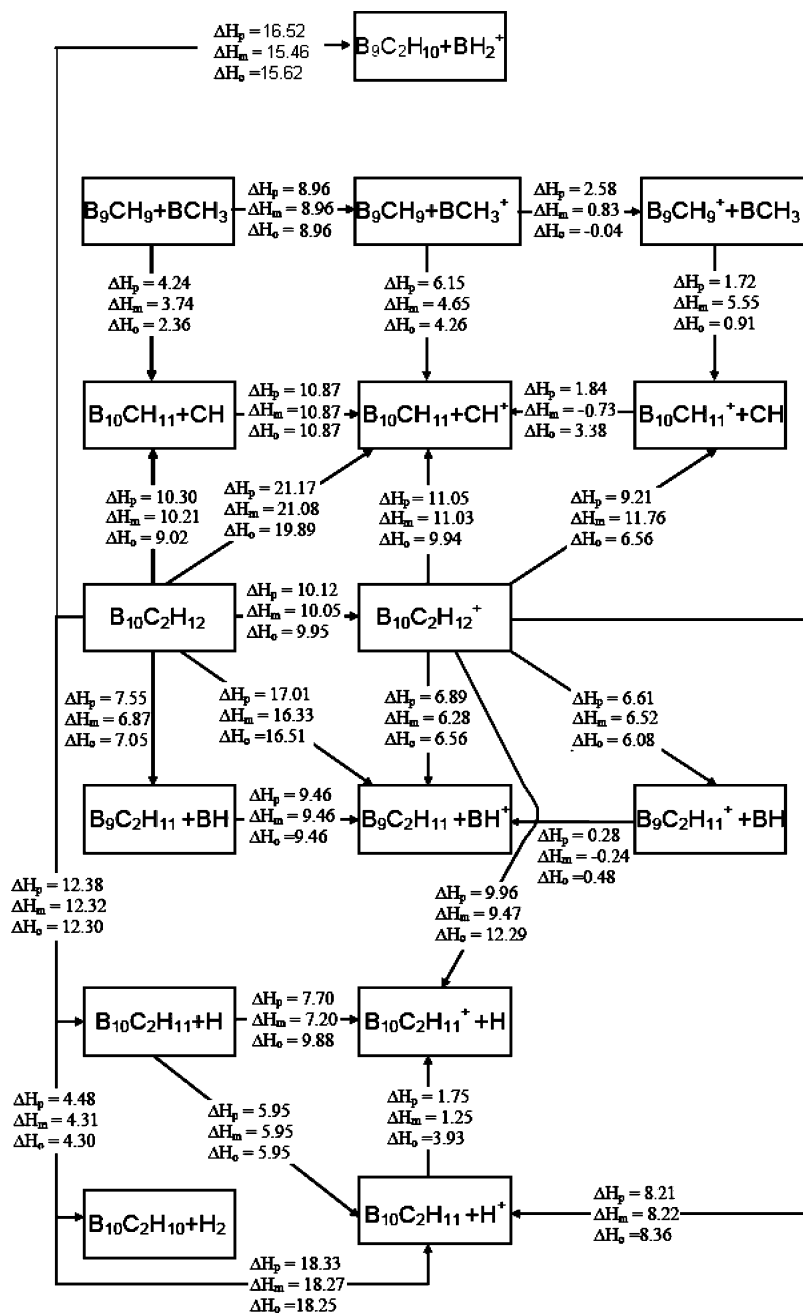 ΔHₚ = 16.52
ΔHₘ = 15.46
ΔHₒ =15.62
B₉C₂H₁₀+BH₂⁺
B₉CH₉+BCH₃
ΔHₚ = 8.96
ΔHₘ = 8.96
ΔHₒ = 8.96
B₉CH₉+BCH₃⁺
ΔHₚ = 2.58
ΔHₘ = 0.83
ΔHₒ = -0.04
B₉CH₉⁺+BCH₃
ΔHₚ = 4.24
ΔHₘ = 3.74
ΔHₒ = 2.36
ΔHₚ = 6.15
ΔHₘ = 4.65
ΔHₒ = 4.26
ΔHₚ = 1.72
ΔHₘ = 5.55
ΔHₒ = 0.91
B₁₀CH₁₁+CH
ΔHₚ = 10.87
ΔHₘ = 10.87
ΔHₒ = 10.87
B₁₀CH₁₁+CH⁺
ΔHₚ = 1.84
ΔHₘ = -0.73
ΔHₒ = 3.38
B₁₀CH₁₁⁺+CH
ΔHₚ = 10.30
ΔHₘ = 10.21
ΔHₒ = 9.02
ΔHₚ = 21.17
ΔHₘ = 21.08
ΔHₒ = 19.89
ΔHₚ = 11.05
ΔHₘ = 11.03
ΔHₒ = 9.94
ΔHₚ = 9.21
ΔHₘ = 11.76
ΔHₒ = 6.56
B₁₀C₂H₁₂
ΔHₚ = 10.12
ΔHₘ = 10.05
ΔHₒ = 9.95
B₁₀C₂H₁₂⁺
ΔHₚ = 7.55
ΔHₘ = 6.87
ΔHₒ = 7.05
ΔHₚ = 17.01
ΔHₘ = 16.33
ΔHₒ =16.51
ΔHₚ = 6.89
ΔHₘ = 6.28
ΔHₒ = 6.56
ΔHₚ = 6.61
ΔHₘ = 6.52
ΔHₒ = 6.08
B₉C₂H₁₁+BH
ΔHₚ = 9.46
ΔHₘ = 9.46
ΔHₒ =9.46
B₉C₂H₁₁+BH⁺
ΔHₚ = 0.28
ΔHₘ = -0.24
ΔHₒ =0.48
B₉C₂H₁₁⁺+BH
ΔHₚ = 12.38
ΔHₘ = 12.32
ΔHₒ = 12.30
ΔHₚ = 9.96
ΔHₘ = 9.47
ΔHₒ = 12.29
B₁₀C₂H₁₁+H
ΔHₚ = 7.70
ΔHₘ = 7.20
ΔHₒ = 9.88
B₁₀C₂H₁₁⁺+H
ΔHₚ = 4.48
ΔHₘ = 4.31
ΔHₒ = 4.30
ΔHₚ = 5.95
ΔHₘ = 5.95
ΔHₒ = 5.95
ΔHₚ = 1.75
ΔHₘ = 1.25
ΔHₒ =3.93
B₁₀C₂H₁₀+H₂
B₁₀C₂H₁₁+H⁺
ΔHₚ = 8.21
ΔHₘ = 8.22
ΔHₒ =8.36
ΔHₚ = 18.33
ΔHₘ = 18.27
ΔHₒ =18.25